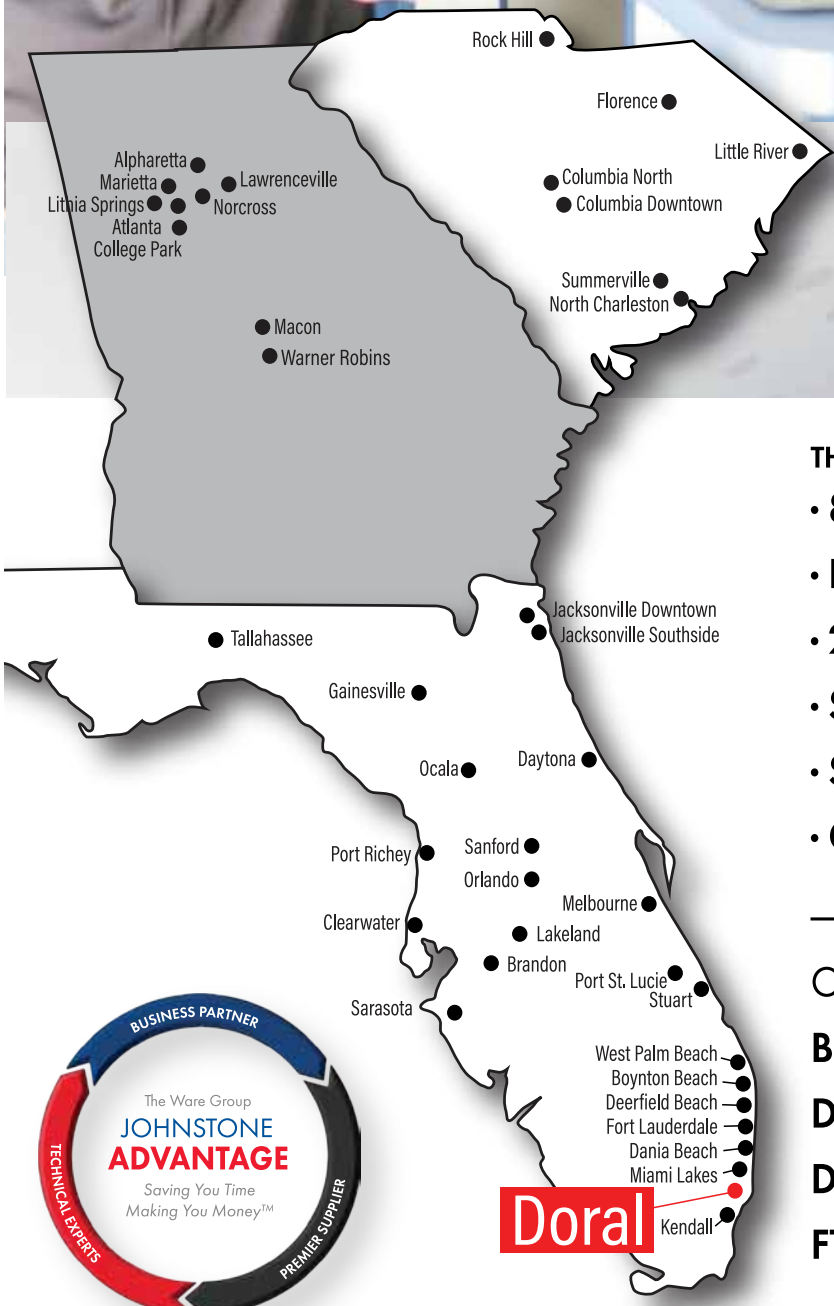 Rock Hill
Florence
Little River
Columbia North
Columbia Downtown
Summerville
North Charleston
Alpharetta
Marietta
Lawrenceville
Lithia Springs
Norcross
Atlanta
College Park
Macon
Warner Robins
Jacksonville Downtown
Jacksonville Southside
Tallahassee
Gainesville
Ocala
Daytona
Port Richey
Sanford
Orlando
Melbourne
Clearwater
Lakeland
Brandon
Port St. Lucie
Stuart
Sarasota
West Palm Beach
Boynton Beach
Deerfield Beach
Fort Lauderdale
Dania Beach
Miami Lakes
Doral
Kendall
BUSINESS PARTNER
The Ware Group
JOHNSTONE
ADVANTAGE
Saving You Time
Making You Money™
TECHNICAL EXPERTS
PREMIER SUPPLIER